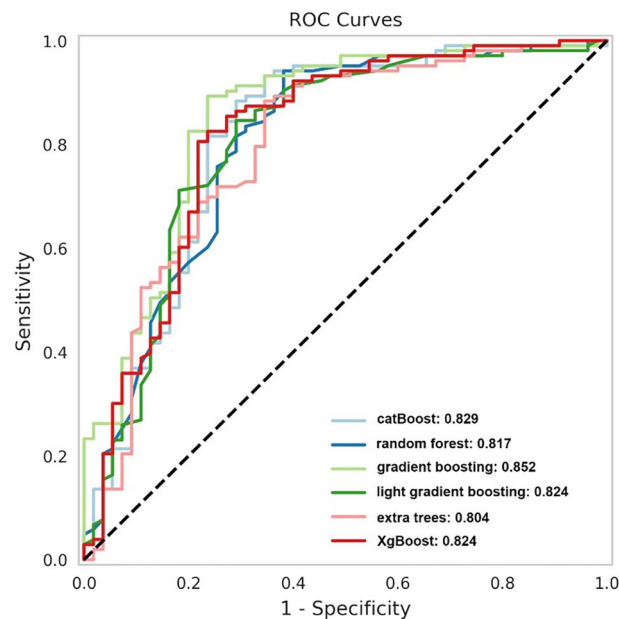 ROC Curves
1.0
0.8
0.6
0.4
0.2
0.0
Sensitivity
catBoost: 0.829
random forest: 0.817
gradient boosting: 0.852
light gradient boosting: 0.824
extra trees: 0.804
XgBoost: 0.824
0.0 0.2 0.4 0.6 0.8 1.0
1 - Specificity